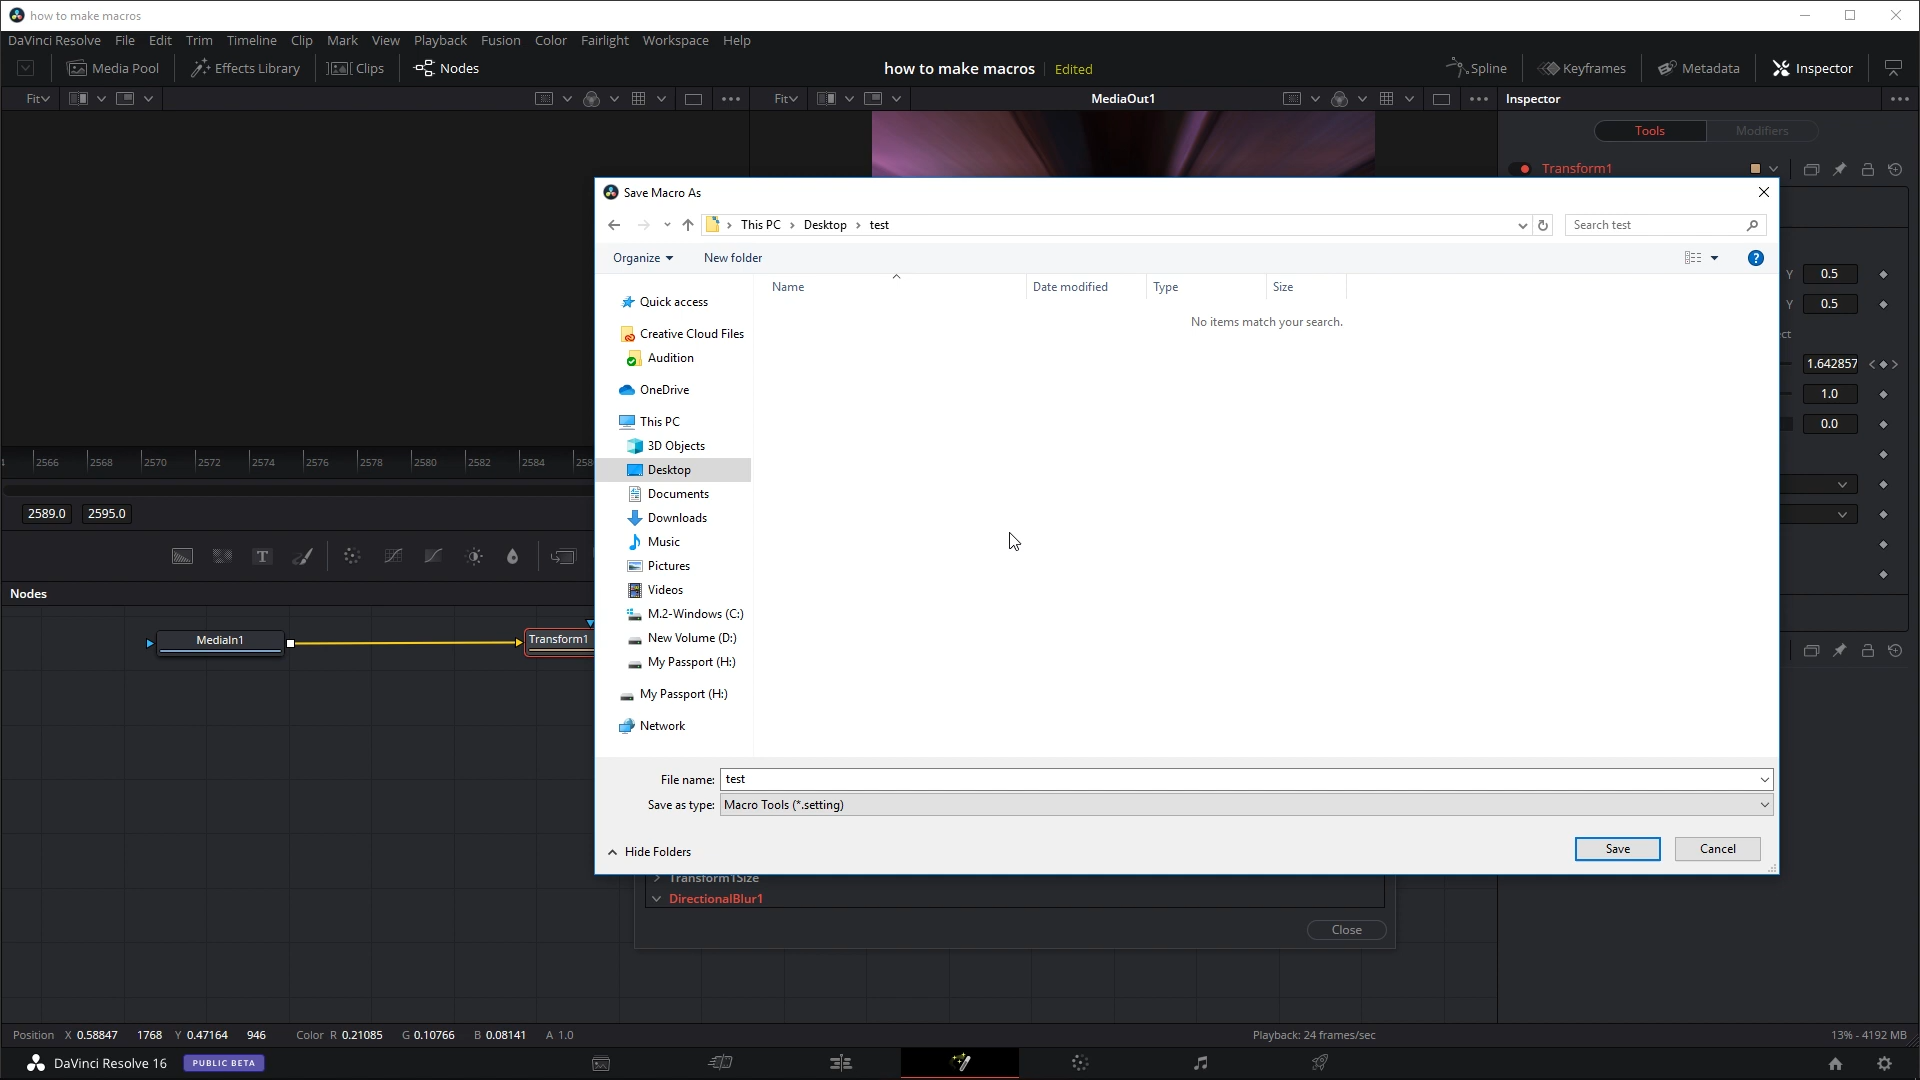 how to make macros
DaVinci Resolve File Edit Trim Timeline Clip Mark View Playback Fusion Color Fairlight Workspace Help
Media Pool Effects Library Clips Nodes how to make macros Edited Spline Keyframes Metadata Inspector
Fit Fit MediaOut1 Inspector
Tools Modifiers
Transform1
Save Macro As
This PC > Desktop > test Search test
Organize New folder
Name Date modified Type Size
No items match your search.
Quick access
Creative Cloud Files
Audition
OneDrive
This PC
3D Objects
Desktop
Documents
Downloads
Music
Pictures
Videos
M.2-Windows (C:)
New Volume (D:)
My Passport (H:)
My Passport (H:)
Network
File name: test
Save as type: Macro Tools (*.setting)
Hide Folders Save Cancel
Y 0.5
Y 0.5
ct
1.642857
1.0
0.0
2566 2568 2570 2572 2574 2576 2578 2580 2582 2584 258
2589.0 2595.0
Nodes
MediaIn1 Transform1
Transform1Size
DirectionalBlur1
Close
Position X 0.58847 1768 Y 0.47164 946 Color R 0.21085 G 0.10766 B 0.08141 A 1.0 Playback: 24 frames/sec 13% - 4192 MB
DaVinci Resolve 16 PUBLIC BETA